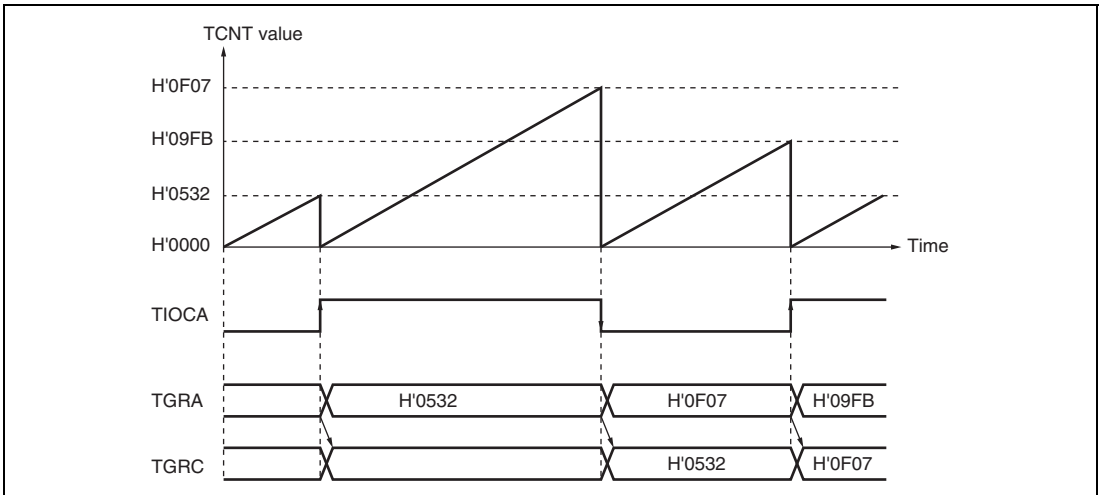 TCNT value
H'0F07
H'09FB
H'0532
H'0000
Time
TIOCA
TGRA H'0532 H'0F07 H'09FB
TGRC H'0532 H'0F07